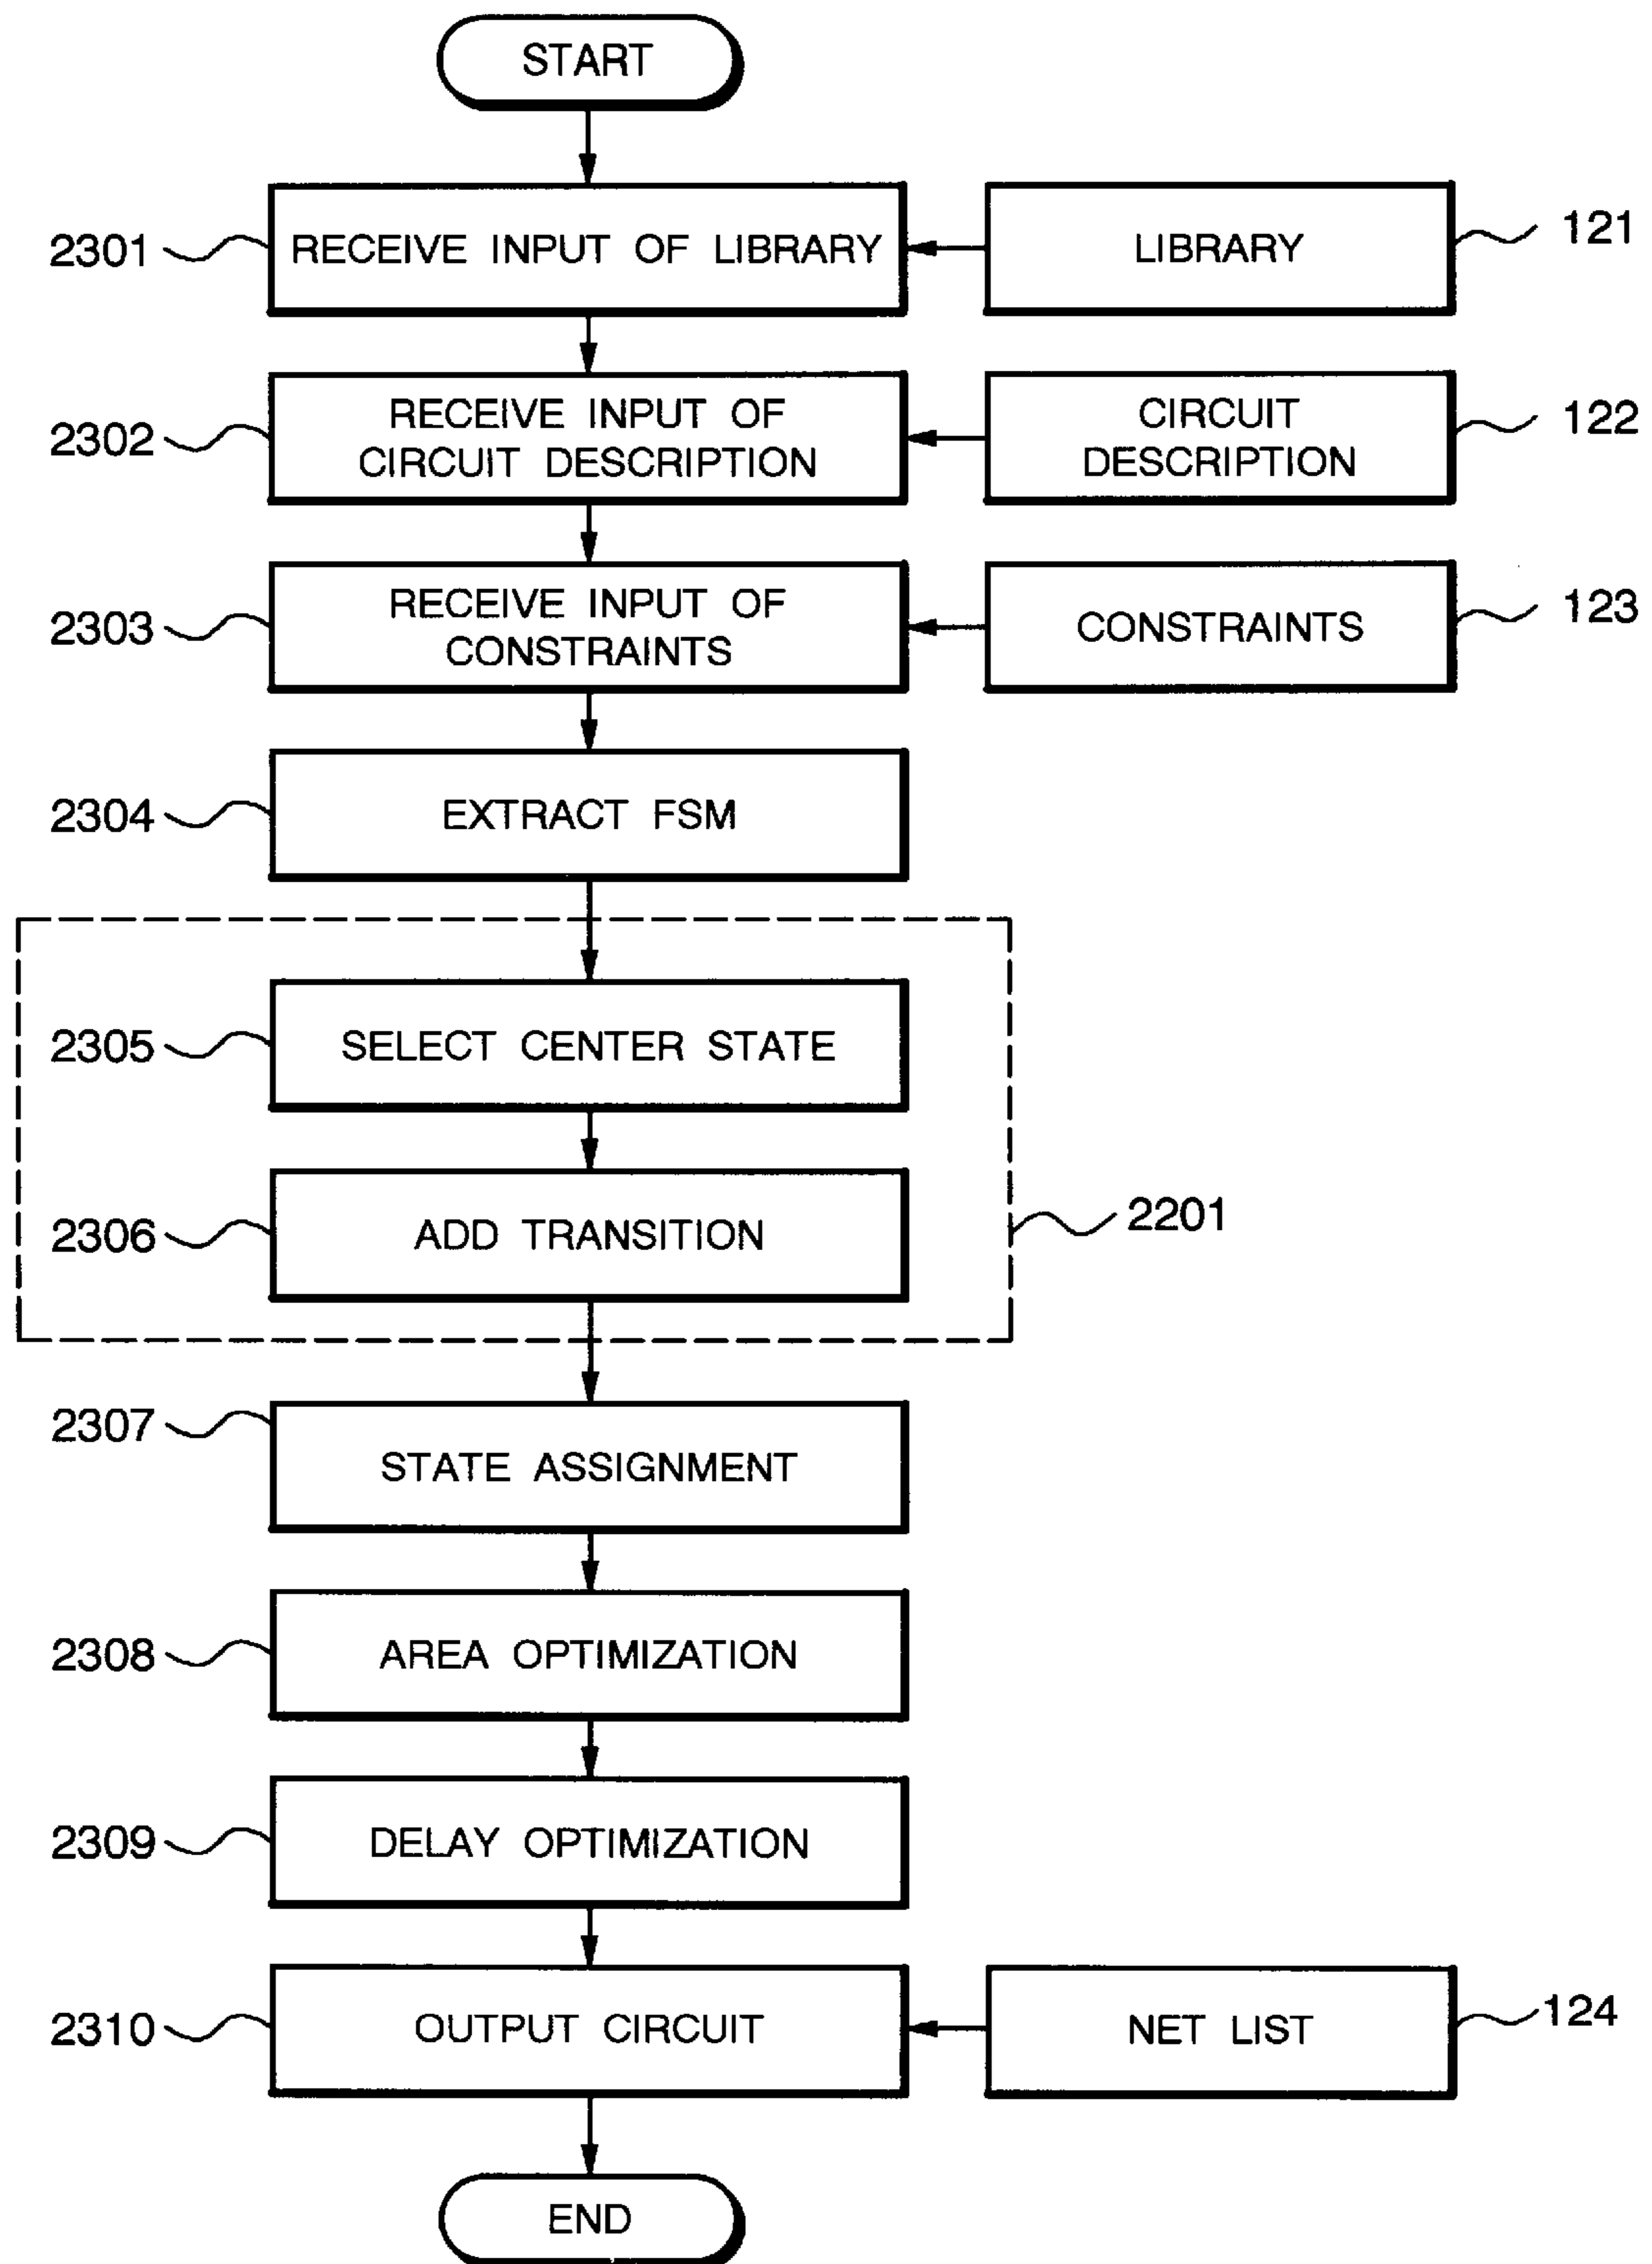 START
2301
RECEIVE INPUT OF LIBRARY
LIBRARY
121
2302
RECEIVE INPUT OF
CIRCUIT DESCRIPTION
CIRCUIT
DESCRIPTION
122
2303
RECEIVE INPUT OF
CONSTRAINTS
CONSTRAINTS
123
2304
EXTRACT FSM
2305
SELECT CENTER STATE
2306
ADD TRANSITION
2201
2307
STATE ASSIGNMENT
2308
AREA OPTIMIZATION
2309
DELAY OPTIMIZATION
2310
OUTPUT CIRCUIT
NET LIST
124
END